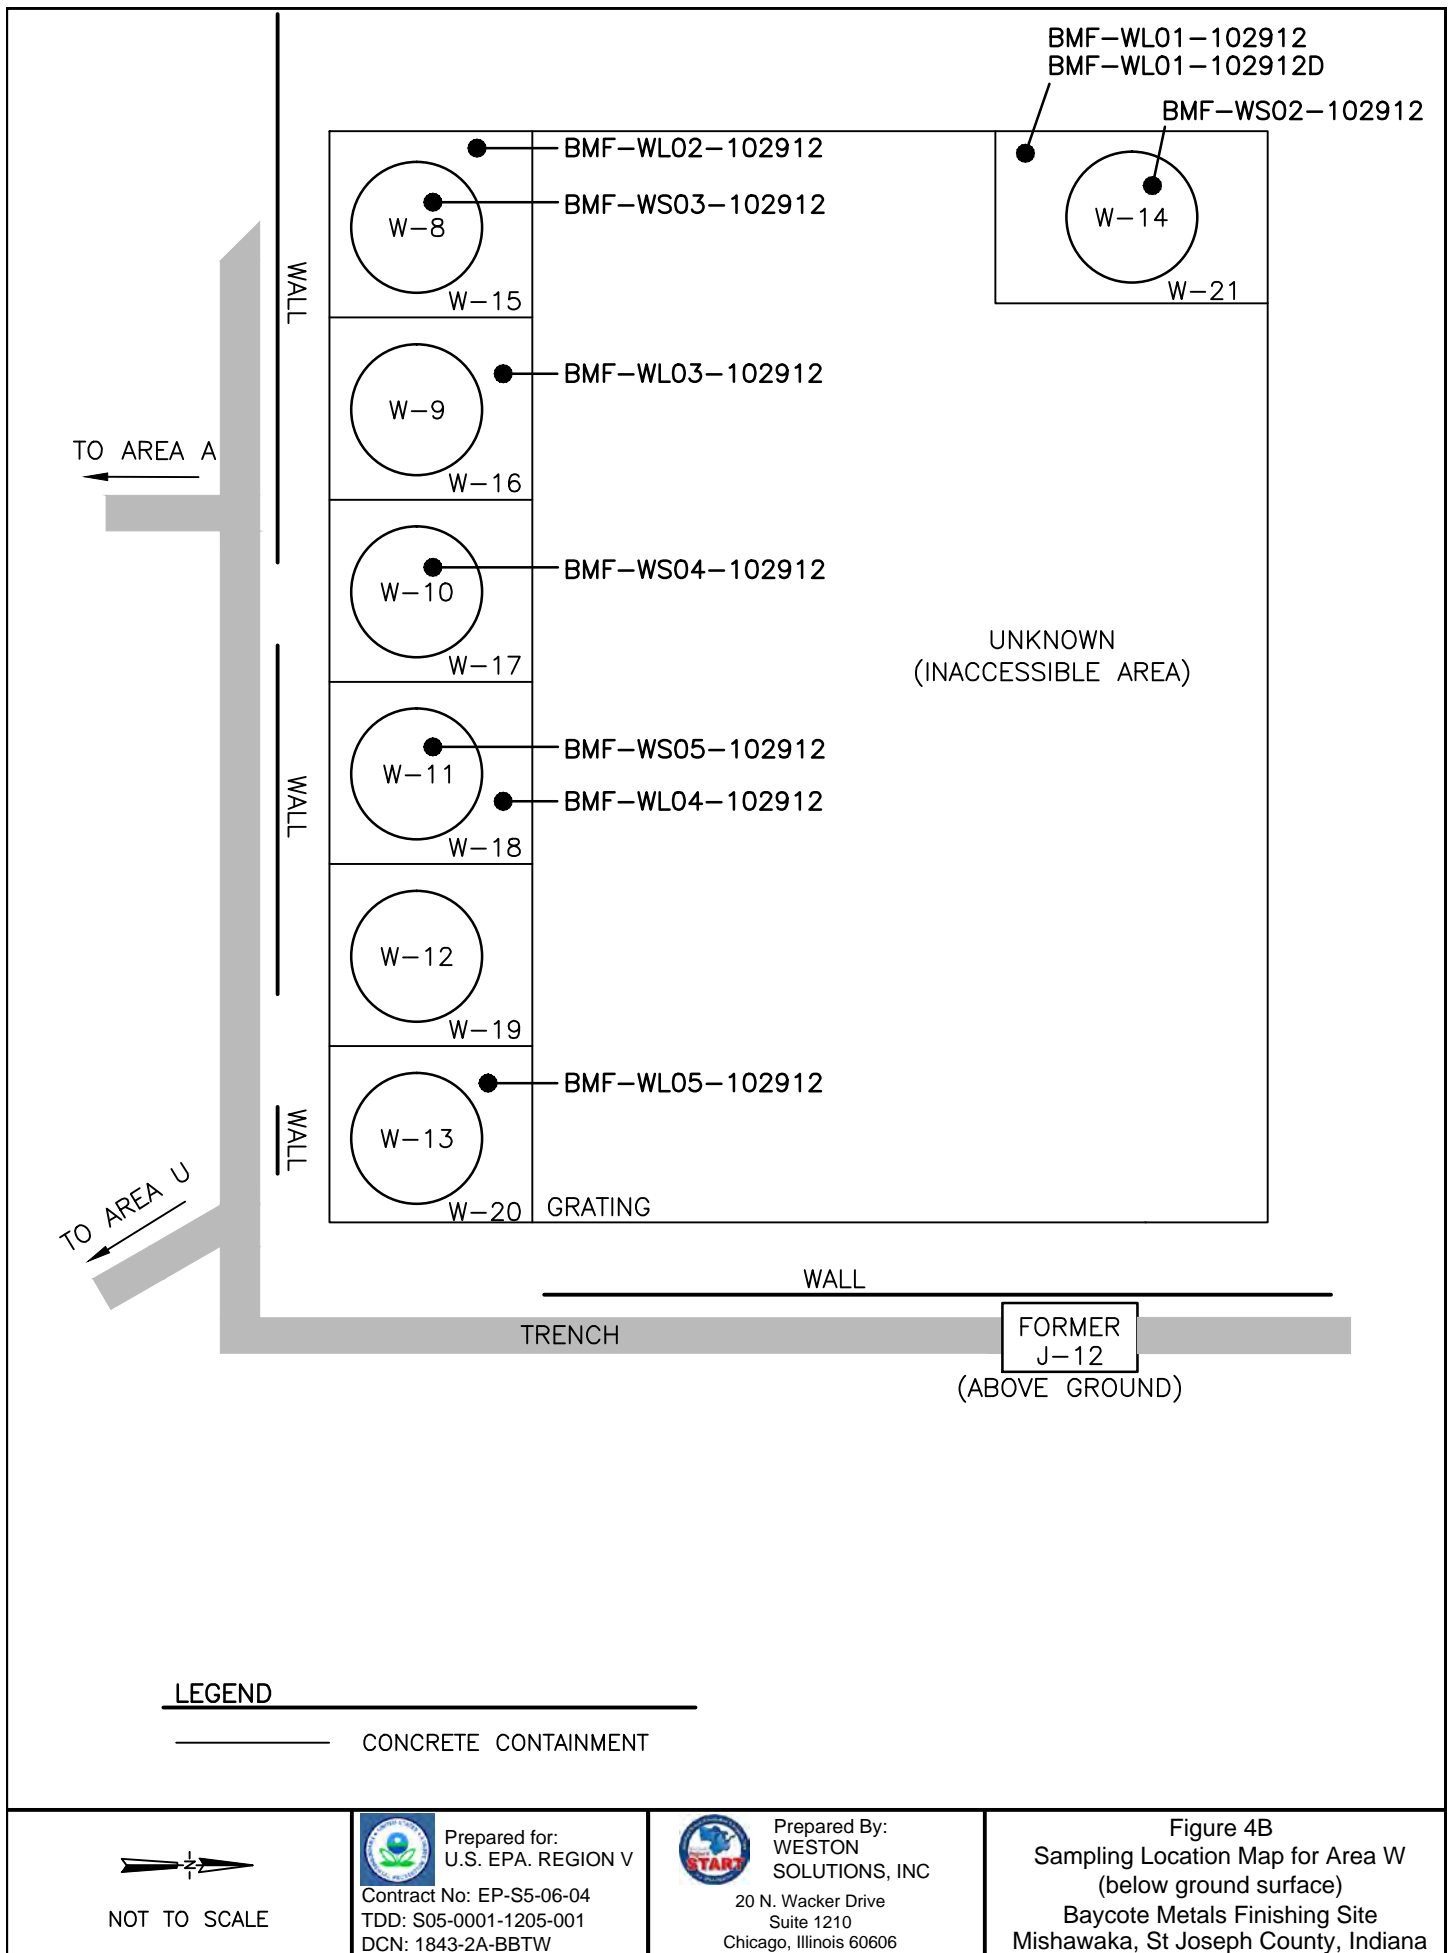 BMF-WL01-102912
BMF-WL01-102912D
BMF-WS02-102912
BMF-WL02-102912
BMF-WS03-102912
W-8
W-15
W-14
W-21
WALL
BMF-WL03-102912
W-9
W-16
TO AREA A
BMF-WS04-102912
W-10
W-17
UNKNOWN
(INACCESSIBLE AREA)
BMF-WS05-102912
W-11
BMF-WL04-102912
W-18
WALL
W-12
W-19
BMF-WL05-102912
W-13
W-20
WALL
GRATING
TO AREA U
WALL
TRENCH
FORMER
J-12
(ABOVE GROUND)
LEGEND
CONCRETE CONTAINMENT
N
NOT TO SCALE
Prepared for:
U.S. EPA. REGION V
Contract No: EP-S5-06-04
TDD: S05-0001-1205-001
DCN: 1843-2A-BBTW
START
Prepared By:
WESTON
SOLUTIONS, INC
20 N. Wacker Drive
Suite 1210
Chicago, Illinois 60606
Figure 4B
Sampling Location Map for Area W
(below ground surface)
Baycote Metals Finishing Site
Mishawaka, St Joseph County, Indiana